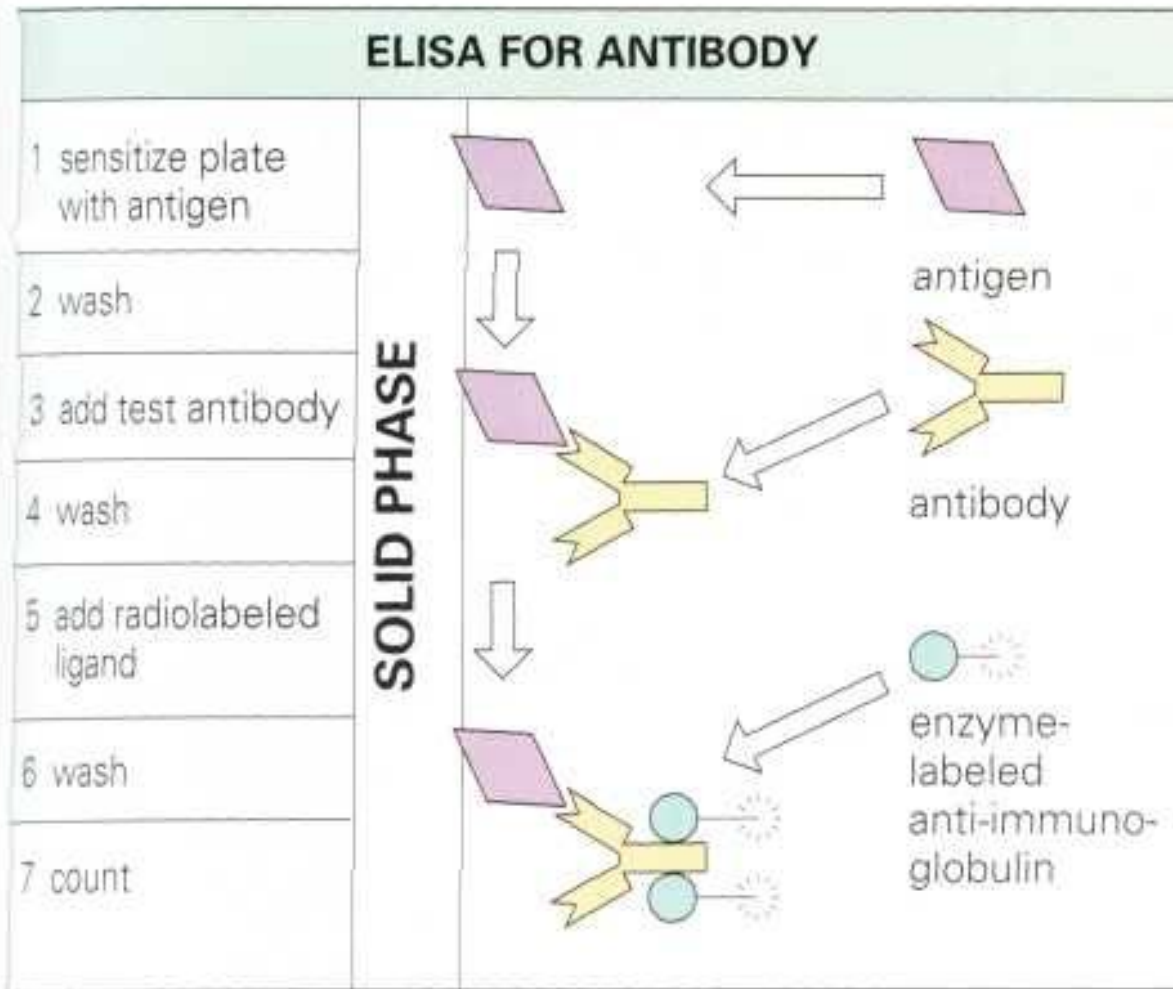 ELISA FOR ANTIBODY
1 sensitize plate
with antigen
2 wash
3 add test antibody
4 wash
5 add radiolabeled
ligand
6 wash
7 count
SOLID PHASE
antigen
antibody
enzyme-
labeled
anti-immuno-
globulin